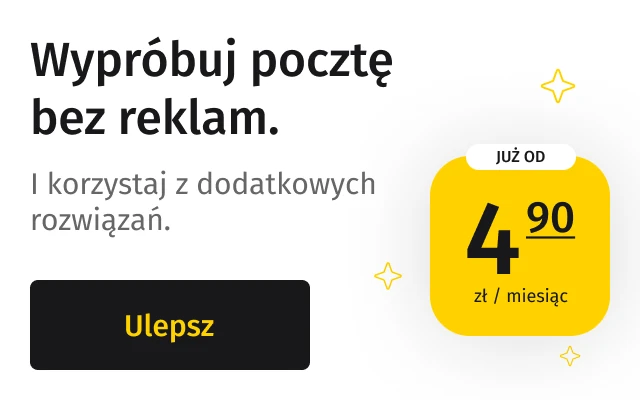 Wypróbuj pocztę
bez reklam.
I korzystaj z dodatkowych
rozwiązań.
Ulepsz
JUŻ OD
4 90
zł / miesiąc